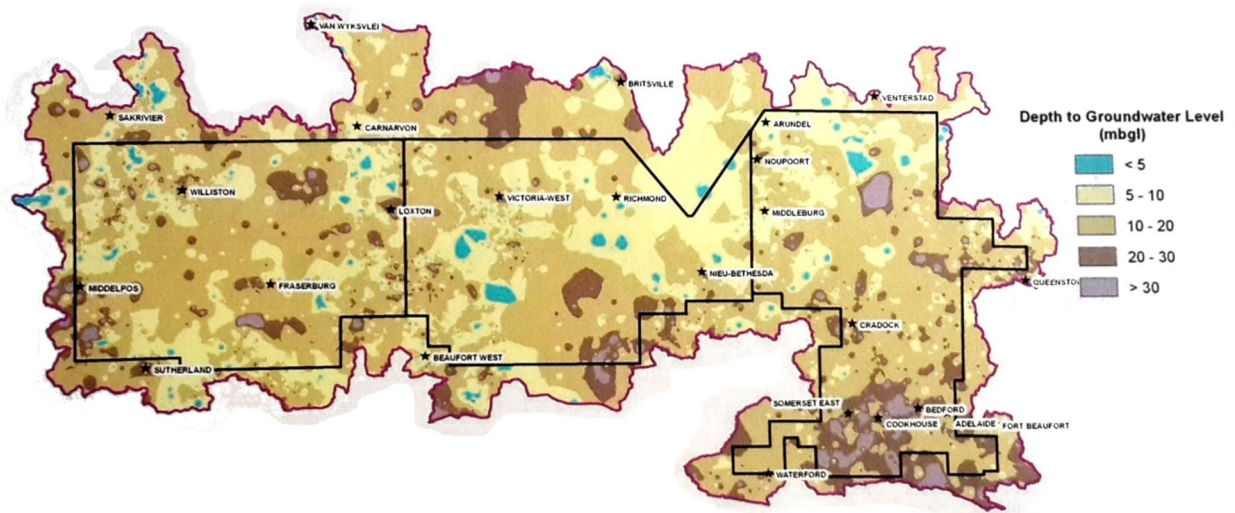 VAN WYKSVLEI
BRITSVILLE
VENTERSTAD
SAKRIVIER
CARNARVON
ARUNDEL
NOUPOORT
WILLISTON
VICTORIA-WEST
RICHMOND
LOXTON
MIDDLEBURG
NIEU-BETHESDA
MIDDELPOS
FRASERBURG
QUEENSTOW
CRADOCK
BEAUFORT WEST
SUTHERLAND
SOMERSET EAST
BEDFORD
COOKHOUSE
ADELAIDE
FORT BEAUFORT
WATERFORD
Depth to Groundwater Level
(mbgl)
< 5
5 - 10
10 - 20
20 - 30
> 30